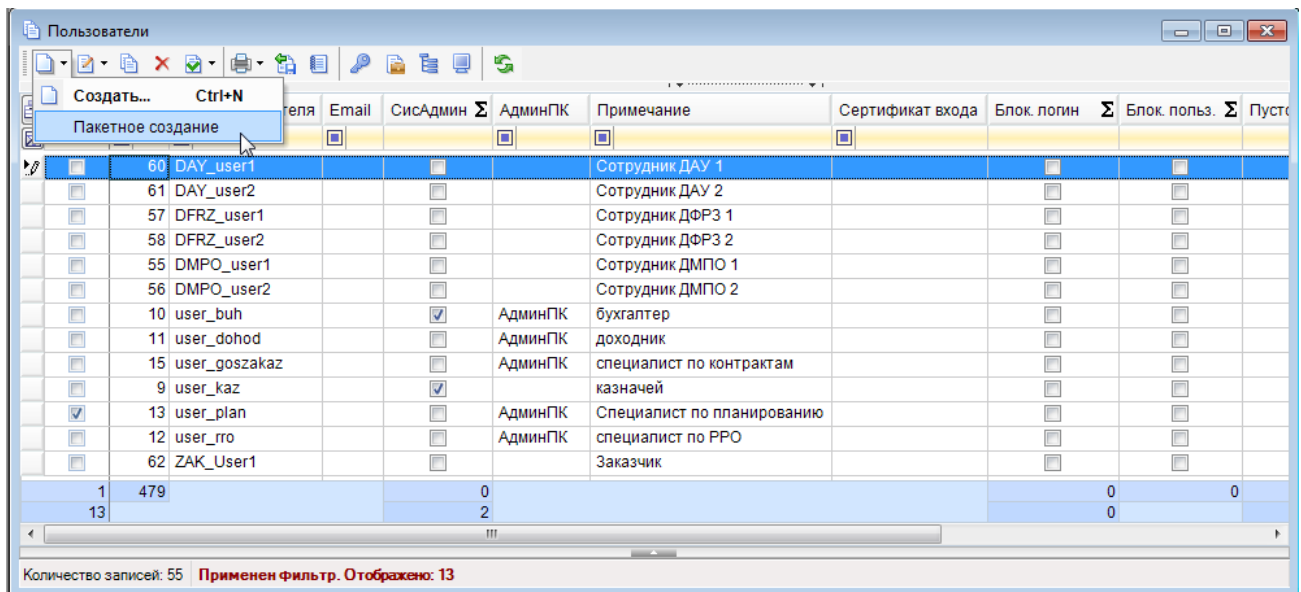 Пользователи
Создать... Ctrl+N
теля Email СисАдмин Σ АдминПК Примечание Сертификат входа Блок. логин Σ Блок. польз. Σ Пусто
Пакетное создание
60 DAY_user1 Сотрудник ДАУ 1
61 DAY_user2 Сотрудник ДАУ 2
57 DFRZ_user1 Сотрудник ДФРЗ 1
58 DFRZ_user2 Сотрудник ДФРЗ 2
55 DMPO_user1 Сотрудник ДМПО 1
56 DMPO_user2 Сотрудник ДМПО 2
10 user_buh АдминПК бухгалтер
11 user_dohod АдминПК доходник
15 user_goszakaz АдминПК специалист по контрактам
9 user_kaz казначей
13 user_plan АдминПК Специалист по планированию
12 user_rro АдминПК специалист по РРО
62 ZAK_User1 Заказчик
1 479 0 0 0
13 2 0
Количество записей: 55 Применен фильтр. Отображено: 13